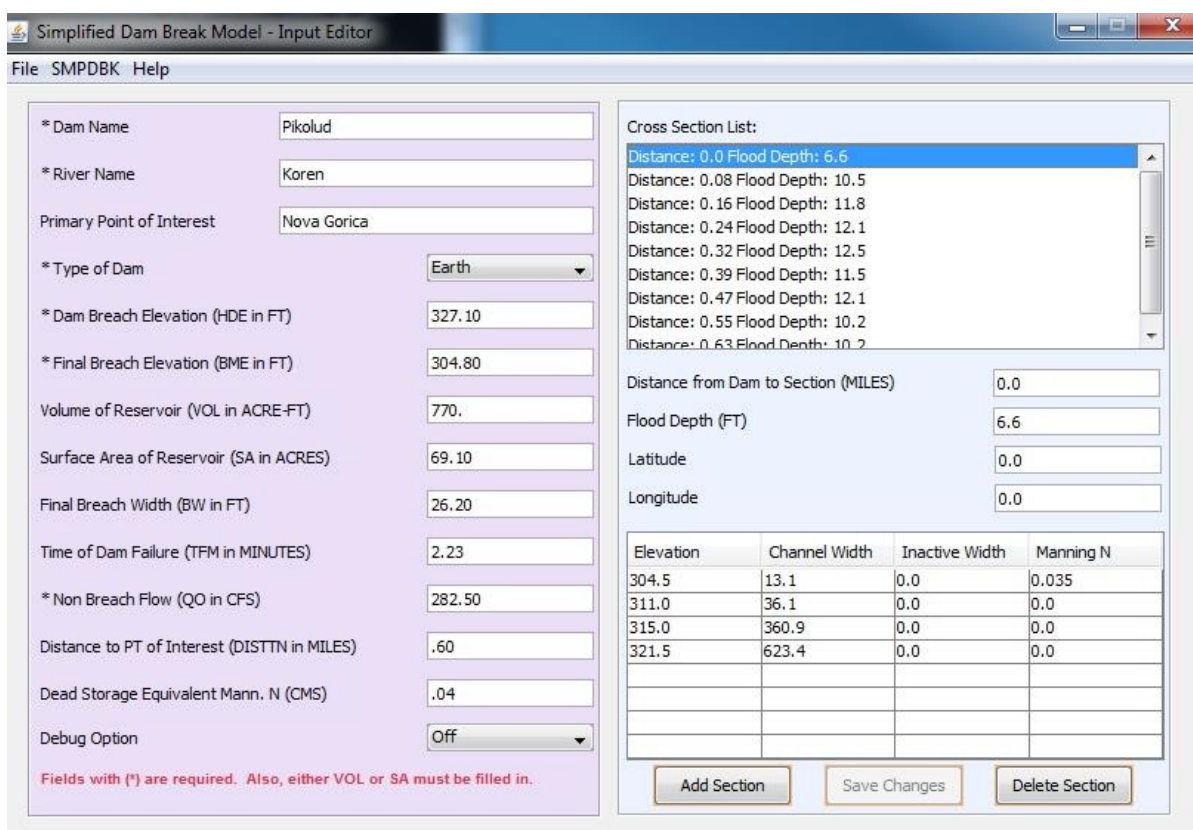 Simplified Dam Break Model - Input Editor
File SMPDBK Help
* Dam Name Pikolud
* River Name Koren
Primary Point of Interest Nova Gorica
* Type of Dam Earth
* Dam Breach Elevation (HDE in FT) 327.10
* Final Breach Elevation (BME in FT) 304.80
Volume of Reservoir (VOL in ACRE-FT) 770.
Surface Area of Reservoir (SA in ACRES) 69.10
Final Breach Width (BW in FT) 26.20
Time of Dam Failure (TFM in MINUTES) 2.23
* Non Breach Flow (QO in CFS) 282.50
Distance to PT of Interest (DISTTN in MILES) .60
Dead Storage Equivalent Mann. N (CMS) .04
Debug Option Off
Fields with (*) are required. Also, either VOL or SA must be filled in.
Cross Section List:
Distance: 0.0 Flood Depth: 6.6
Distance: 0.08 Flood Depth: 10.5
Distance: 0.16 Flood Depth: 11.8
Distance: 0.24 Flood Depth: 12.1
Distance: 0.32 Flood Depth: 12.5
Distance: 0.39 Flood Depth: 11.5
Distance: 0.47 Flood Depth: 12.1
Distance: 0.55 Flood Depth: 10.2
Distance: 0.63 Flood Depth: 10.2
Distance from Dam to Section (MILES) 0.0
Flood Depth (FT) 6.6
Latitude 0.0
Longitude 0.0
Elevation Channel Width Inactive Width Manning N
304.5 13.1 0.0 0.035
311.0 36.1 0.0 0.0
315.0 360.9 0.0 0.0
321.5 623.4 0.0 0.0
Add Section Save Changes Delete Section